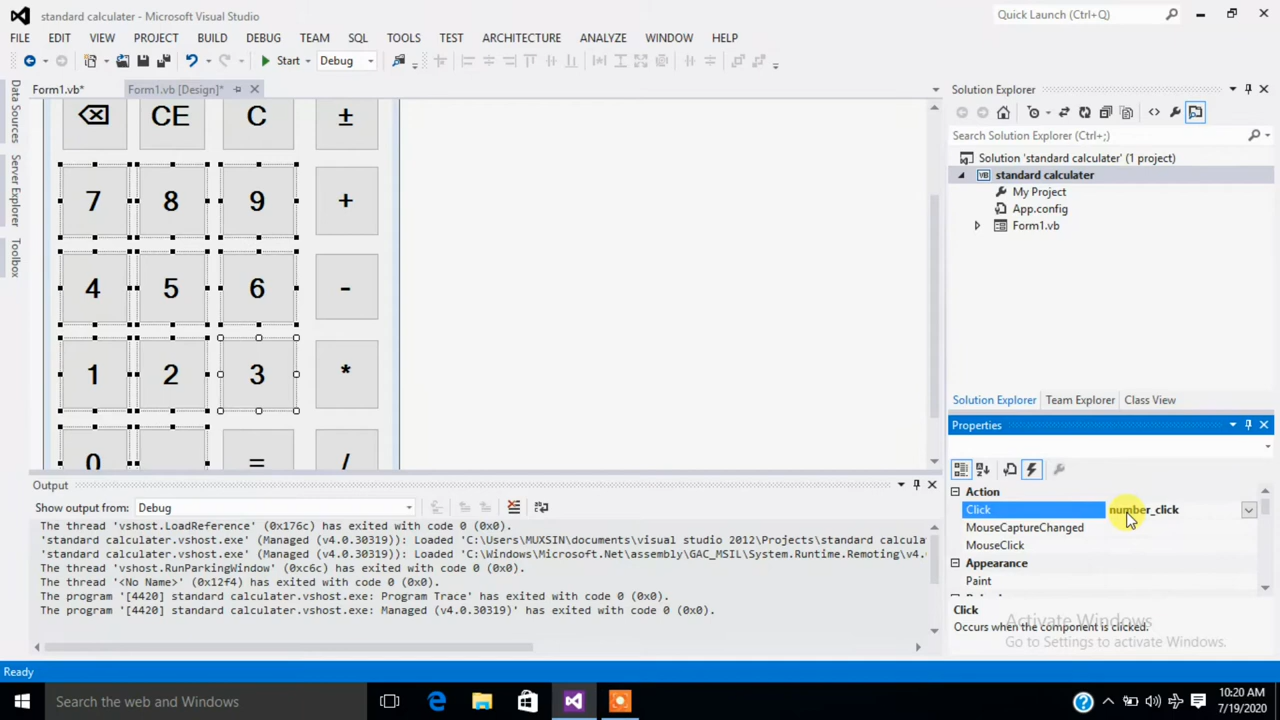 standard calculater - Microsoft Visual Studio
Quick Launch (Ctrl+Q)
FILE EDIT VIEW PROJECT BUILD DEBUG TEAM SQL TOOLS TEST ARCHITECTURE ANALYZE WINDOW HELP
Start Debug
Data Sources
Server Explorer
Toolbox
Form1.vb* Form1.vb [Design]*
⌫ CE C ±
7 8 9 +
4 5 6 -
1 2 3 *
0 = /
Solution Explorer
Search Solution Explorer (Ctrl+;)
Solution 'standard calculater' (1 project)
standard calculater
My Project
App.config
Form1.vb
Solution Explorer Team Explorer Class View
Properties
Action
Click number_click
MouseCaptureChanged
MouseClick
Appearance
Paint
Click
Occurs when the component is clicked.
Activate Windows
Go to Settings to activate Windows.
Output
Show output from: Debug
The thread 'vshost.LoadReference' (0x176c) has exited with code 0 (0x0).
'standard calculater.vshost.exe' (Managed (v4.0.30319)): Loaded 'C:\Users\MUXSIN\documents\visual studio 2012\Projects\standard calcula
'standard calculater.vshost.exe' (Managed (v4.0.30319)): Loaded 'C:\Windows\Microsoft.Net\assembly\GAC_MSIL\System.Runtime.Remoting\v4.
The thread 'vshost.RunParkingWindow' (0xc6c) has exited with code 0 (0x0).
The thread '<No Name>' (0x12f4) has exited with code 0 (0x0).
The program '[4420] standard calculater.vshost.exe: Program Trace' has exited with code 0 (0x0).
The program '[4420] standard calculater.vshost.exe: Managed (v4.0.30319)' has exited with code 0 (0x0).
Ready
Search the web and Windows
10:20 AM
7/19/2020